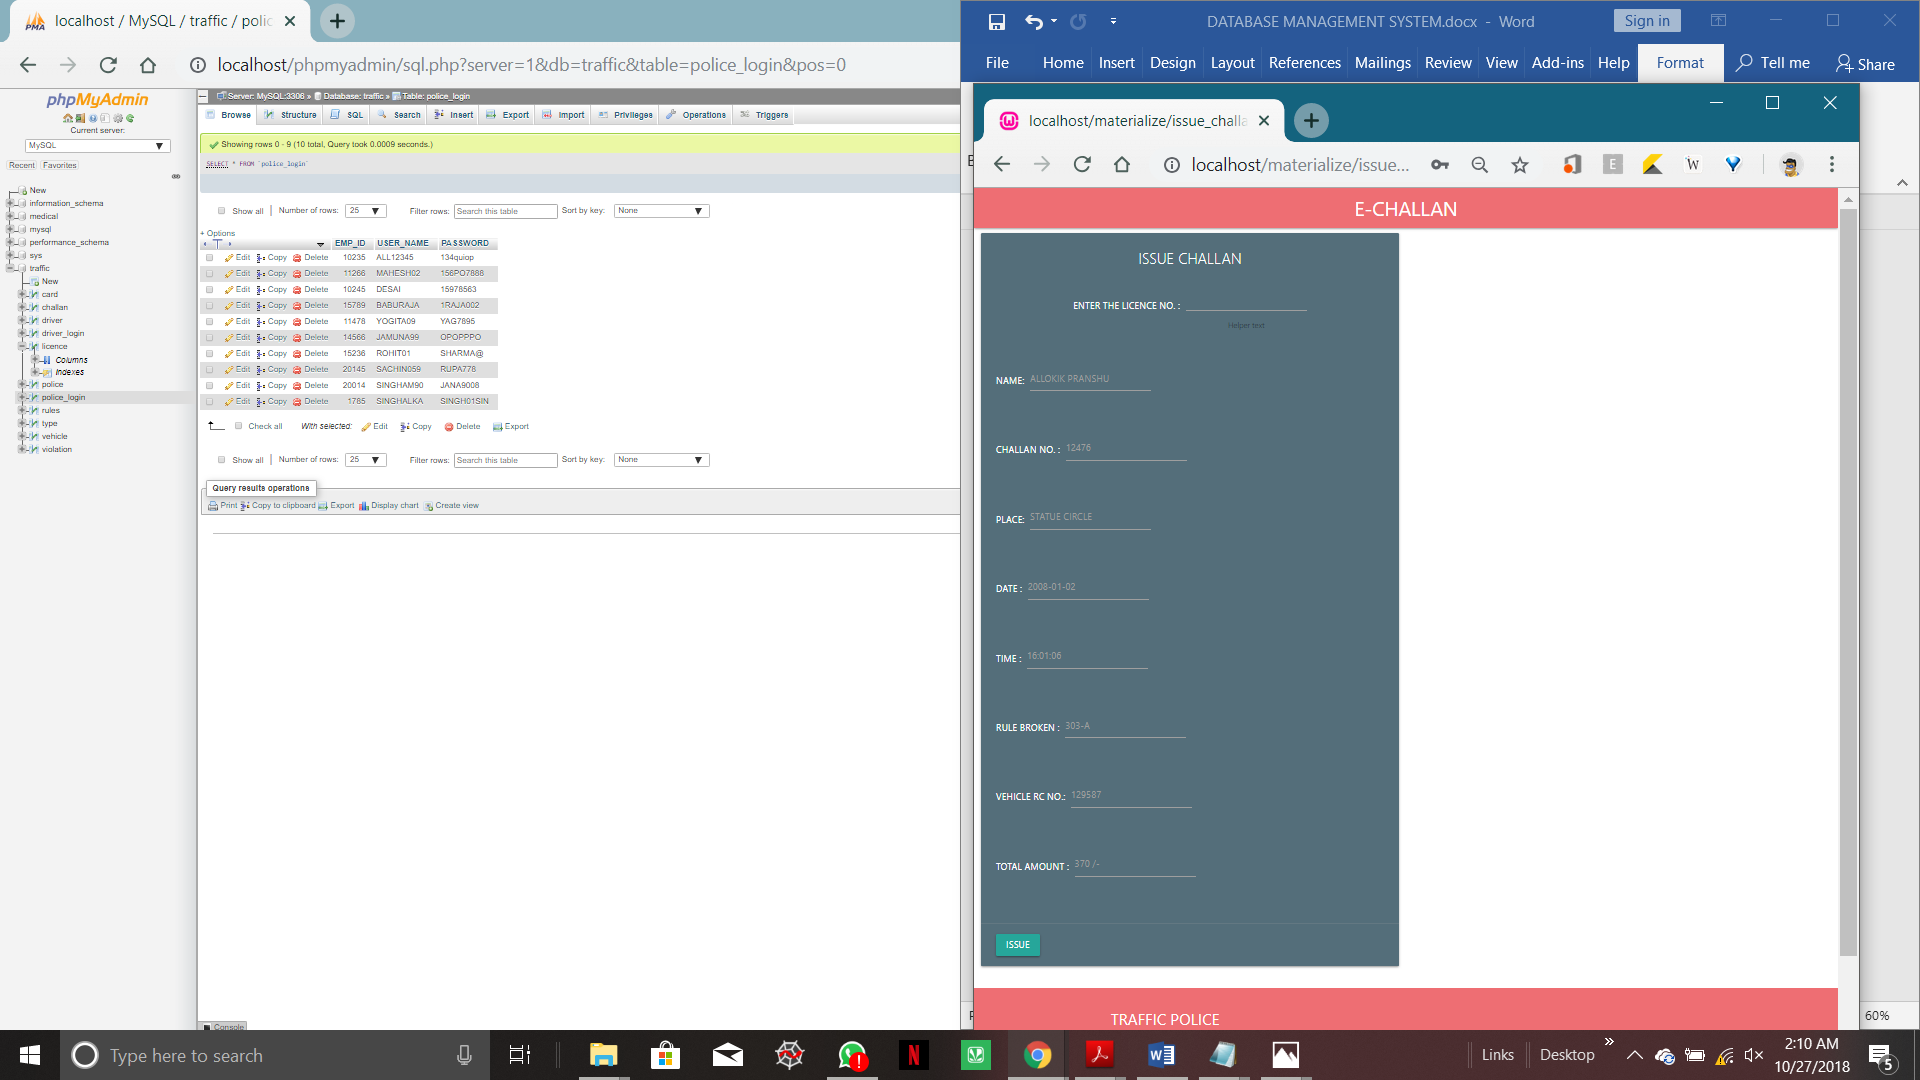 localhost / MySQL / traffic / polic
localhost/phpmyadmin/sql.php?server=1&db=traffic&table=police_login&pos=0
phpMyAdmin
Current server:
MySQL
Recent Favorites
New
information_schema
medical
mysql
performance_schema
sys
traffic
New
card
challan
driver
driver_login
licence
Columns
Indexes
police
police_login
rules
type
vehicle
violation
Server: MySQL:3306 » Database: traffic » Table: police_login
Browse Structure SQL Search Insert Export Import Privileges Operations Triggers
Showing rows 0 - 9 (10 total, Query took 0.0009 seconds.)
SELECT * FROM `police_login`
Show all Number of rows: 25 Filter rows: Search this table Sort by key: None
+ Options
EMP_ID USER_NAME PASSWORD
Edit Copy Delete 10235 ALL12345 134quiop
Edit Copy Delete 11266 MAHESH02 156PO7888
Edit Copy Delete 10245 DESAI 15978563
Edit Copy Delete 15789 BABURAJA 1RAJA002
Edit Copy Delete 11478 YOGITA09 YAG7895
Edit Copy Delete 14566 JAMUNA99 OPOPPPO
Edit Copy Delete 15236 ROHIT01 SHARMA@
Edit Copy Delete 20145 SACHIN059 RUPA778
Edit Copy Delete 20014 SINGHAM90 JANA9008
Edit Copy Delete 1785 SINGHALKA SINGH01SIN
Check all With selected: Edit Copy Delete Export
Show all Number of rows: 25 Filter rows: Search this table Sort by key: None
Query results operations
Print Copy to clipboard Export Display chart Create view
Console
DATABASE MANAGEMENT SYSTEM.docx - Word
Sign in
File Home Insert Design Layout References Mailings Review View Add-ins Help Format Tell me Share
localhost/materialize/issue_challa
localhost/materialize/issue...
E-CHALLAN
ISSUE CHALLAN
ENTER THE LICENCE NO. :
Helper text
NAME: ALLOKIK PRANSHU
CHALLAN NO. : 12476
PLACE: STATUE CIRCLE
DATE : 2008-01-02
TIME : 16:01:06
RULE BROKEN : 303-A
VEHICLE RC NO.: 129587
TOTAL AMOUNT : 370 /-
ISSUE
TRAFFIC POLICE
60%
Type here to search
Links Desktop
2:10 AM
10/27/2018
5